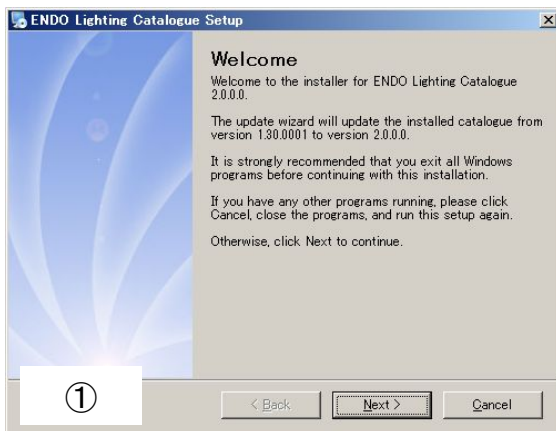 ENDO Lighting Catalogue Setup
Welcome
Welcome to the installer for ENDO Lighting Catalogue
2.0.0.0.
The update wizard will update the installed catalogue from
version 1.30.0001 to version 2.0.0.0.
It is strongly recommended that you exit all Windows
programs before continuing with this installation.
If you have any other programs running, please click
Cancel, close the programs, and run this setup again.
Otherwise, click Next to continue.
①
< Back
Next >
Cancel